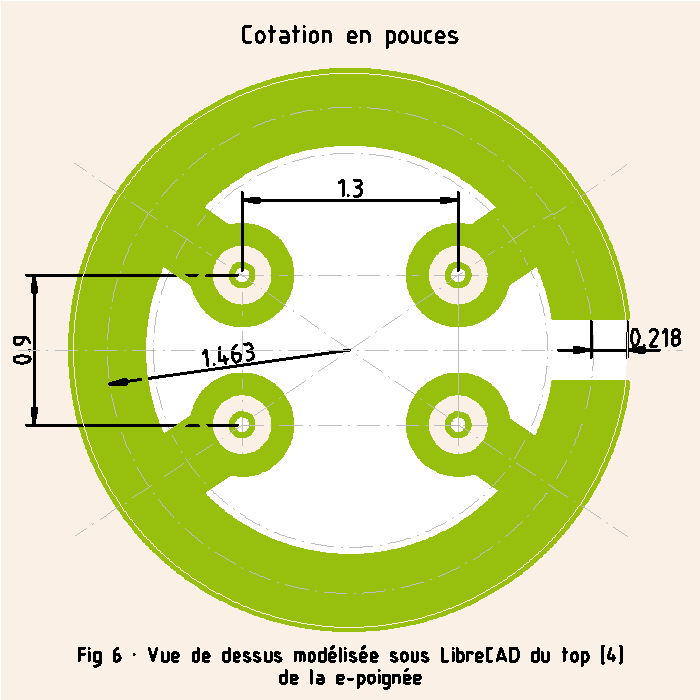 Cotation en pouces
1.3
0.9
1.463
0.218
Fig 6 · Vue de dessus modélisée sous LibreCAD du top (4)
de la e-poignée